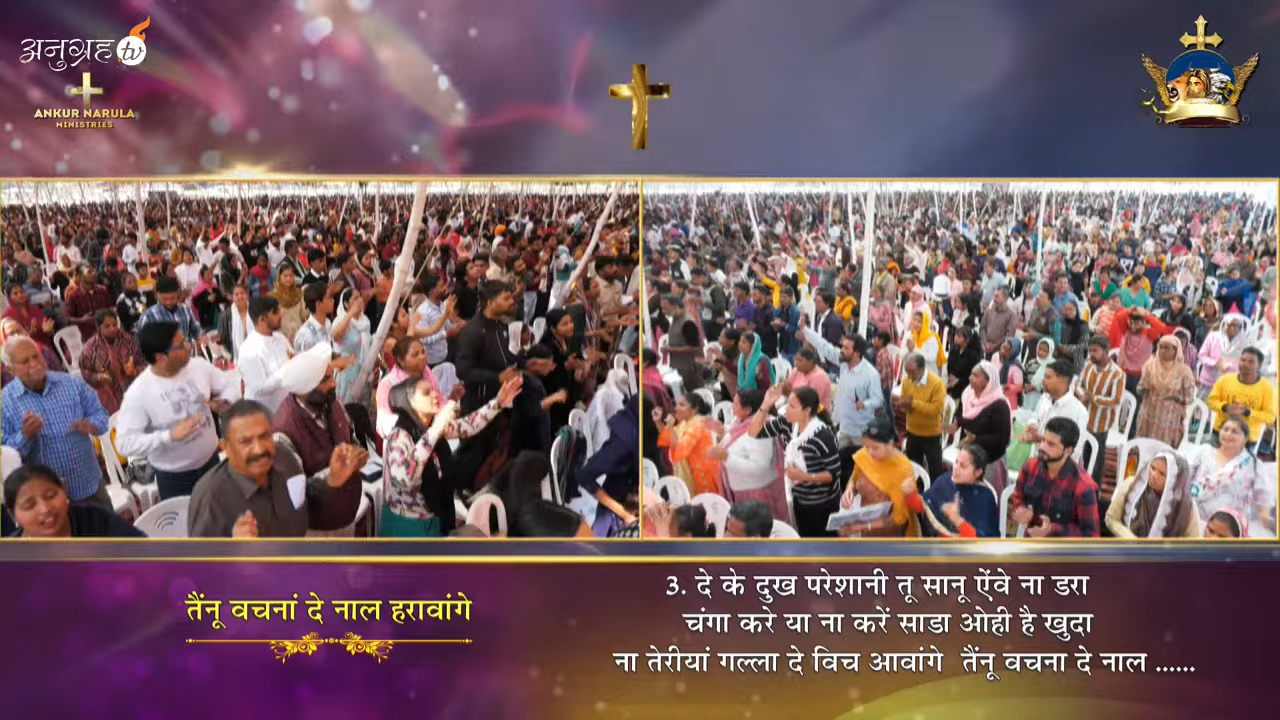 अनुग्रह.tv
ANKUR NARULA
MINISTRIES
तैंनू वचनां दे नाल हरावांगे
3. दे के दुख परेशानी तू सानू ऐंवे ना डरा
चंगा करे या ना करें साडा ओही है खुदा
ना तेरीयां गल्ला दे विच आवांगे तैंनू वचना दे नाल ......